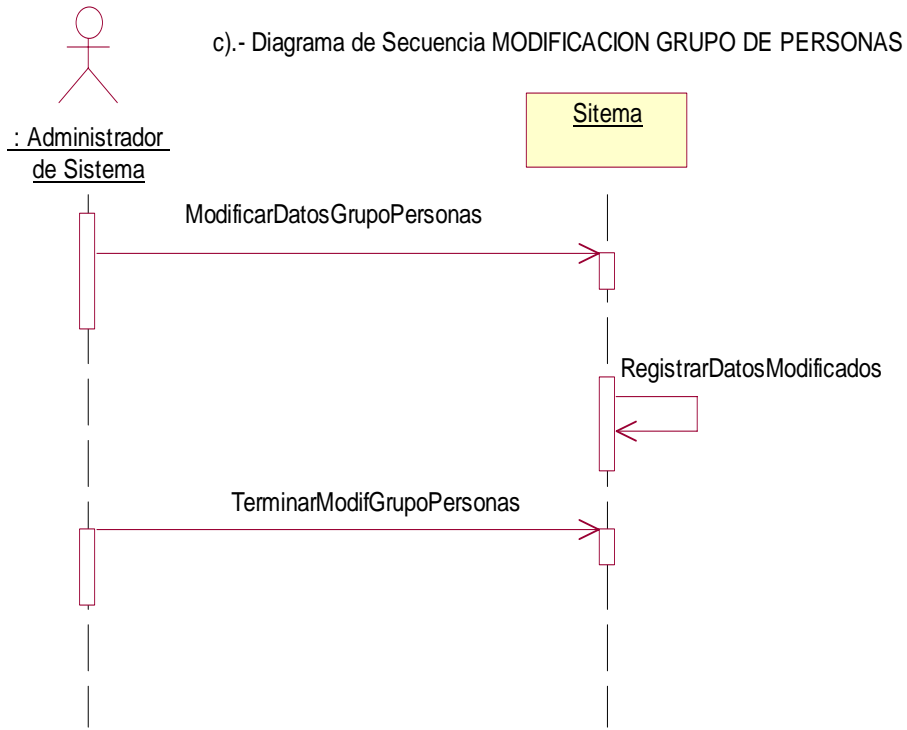 c).- Diagrama de Secuencia MODIFICACION GRUPO DE PERSONAS
: Administrador
de Sistema
Sitema
ModificarDatosGrupoPersonas
RegistrarDatosModificados
TerminarModifGrupoPersonas